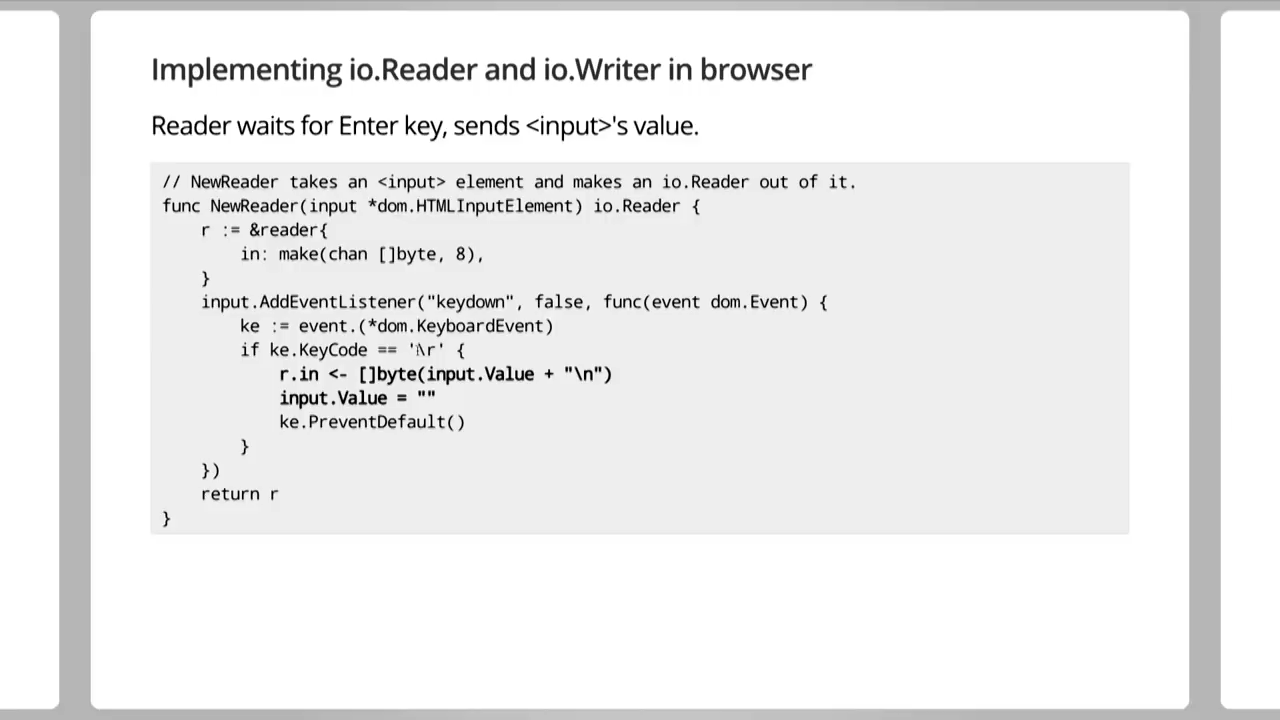 Implementing io.Reader and io.Writer in browser
Reader waits for Enter key, sends <input>'s value.
// NewReader takes an <input> element and makes an io.Reader out of it.
func NewReader(input *dom.HTMLInputElement) io.Reader {
    r := &reader{
        in: make(chan []byte, 8),
    }
    input.AddEventListener("keydown", false, func(event dom.Event) {
        ke := event.(*dom.KeyboardEvent)
        if ke.KeyCode == '\r' {
            r.in <- []byte(input.Value + "\n")
            input.Value = ""
            ke.PreventDefault()
        }
    })
    return r
}